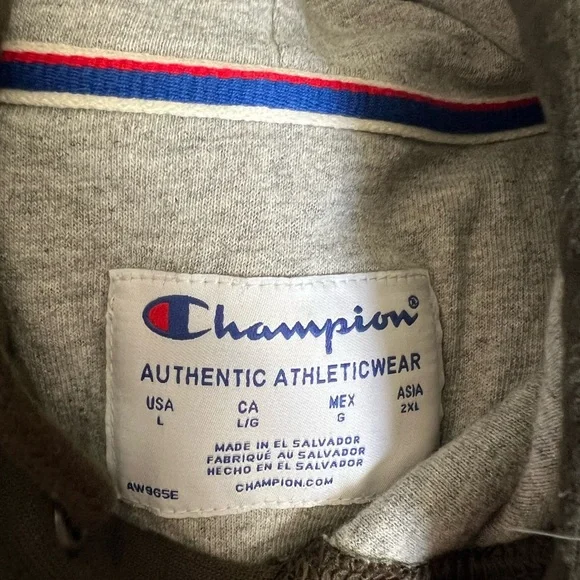 Champion®
AUTHENTIC ATHLETICWEAR
USA CA MEX ASIA
L L/G G 2XL
MADE IN EL SALVADOR
FABRIQUÉ AU SALVADOR
HECHO EN EL SALVADOR
AW965E CHAMPION.COM